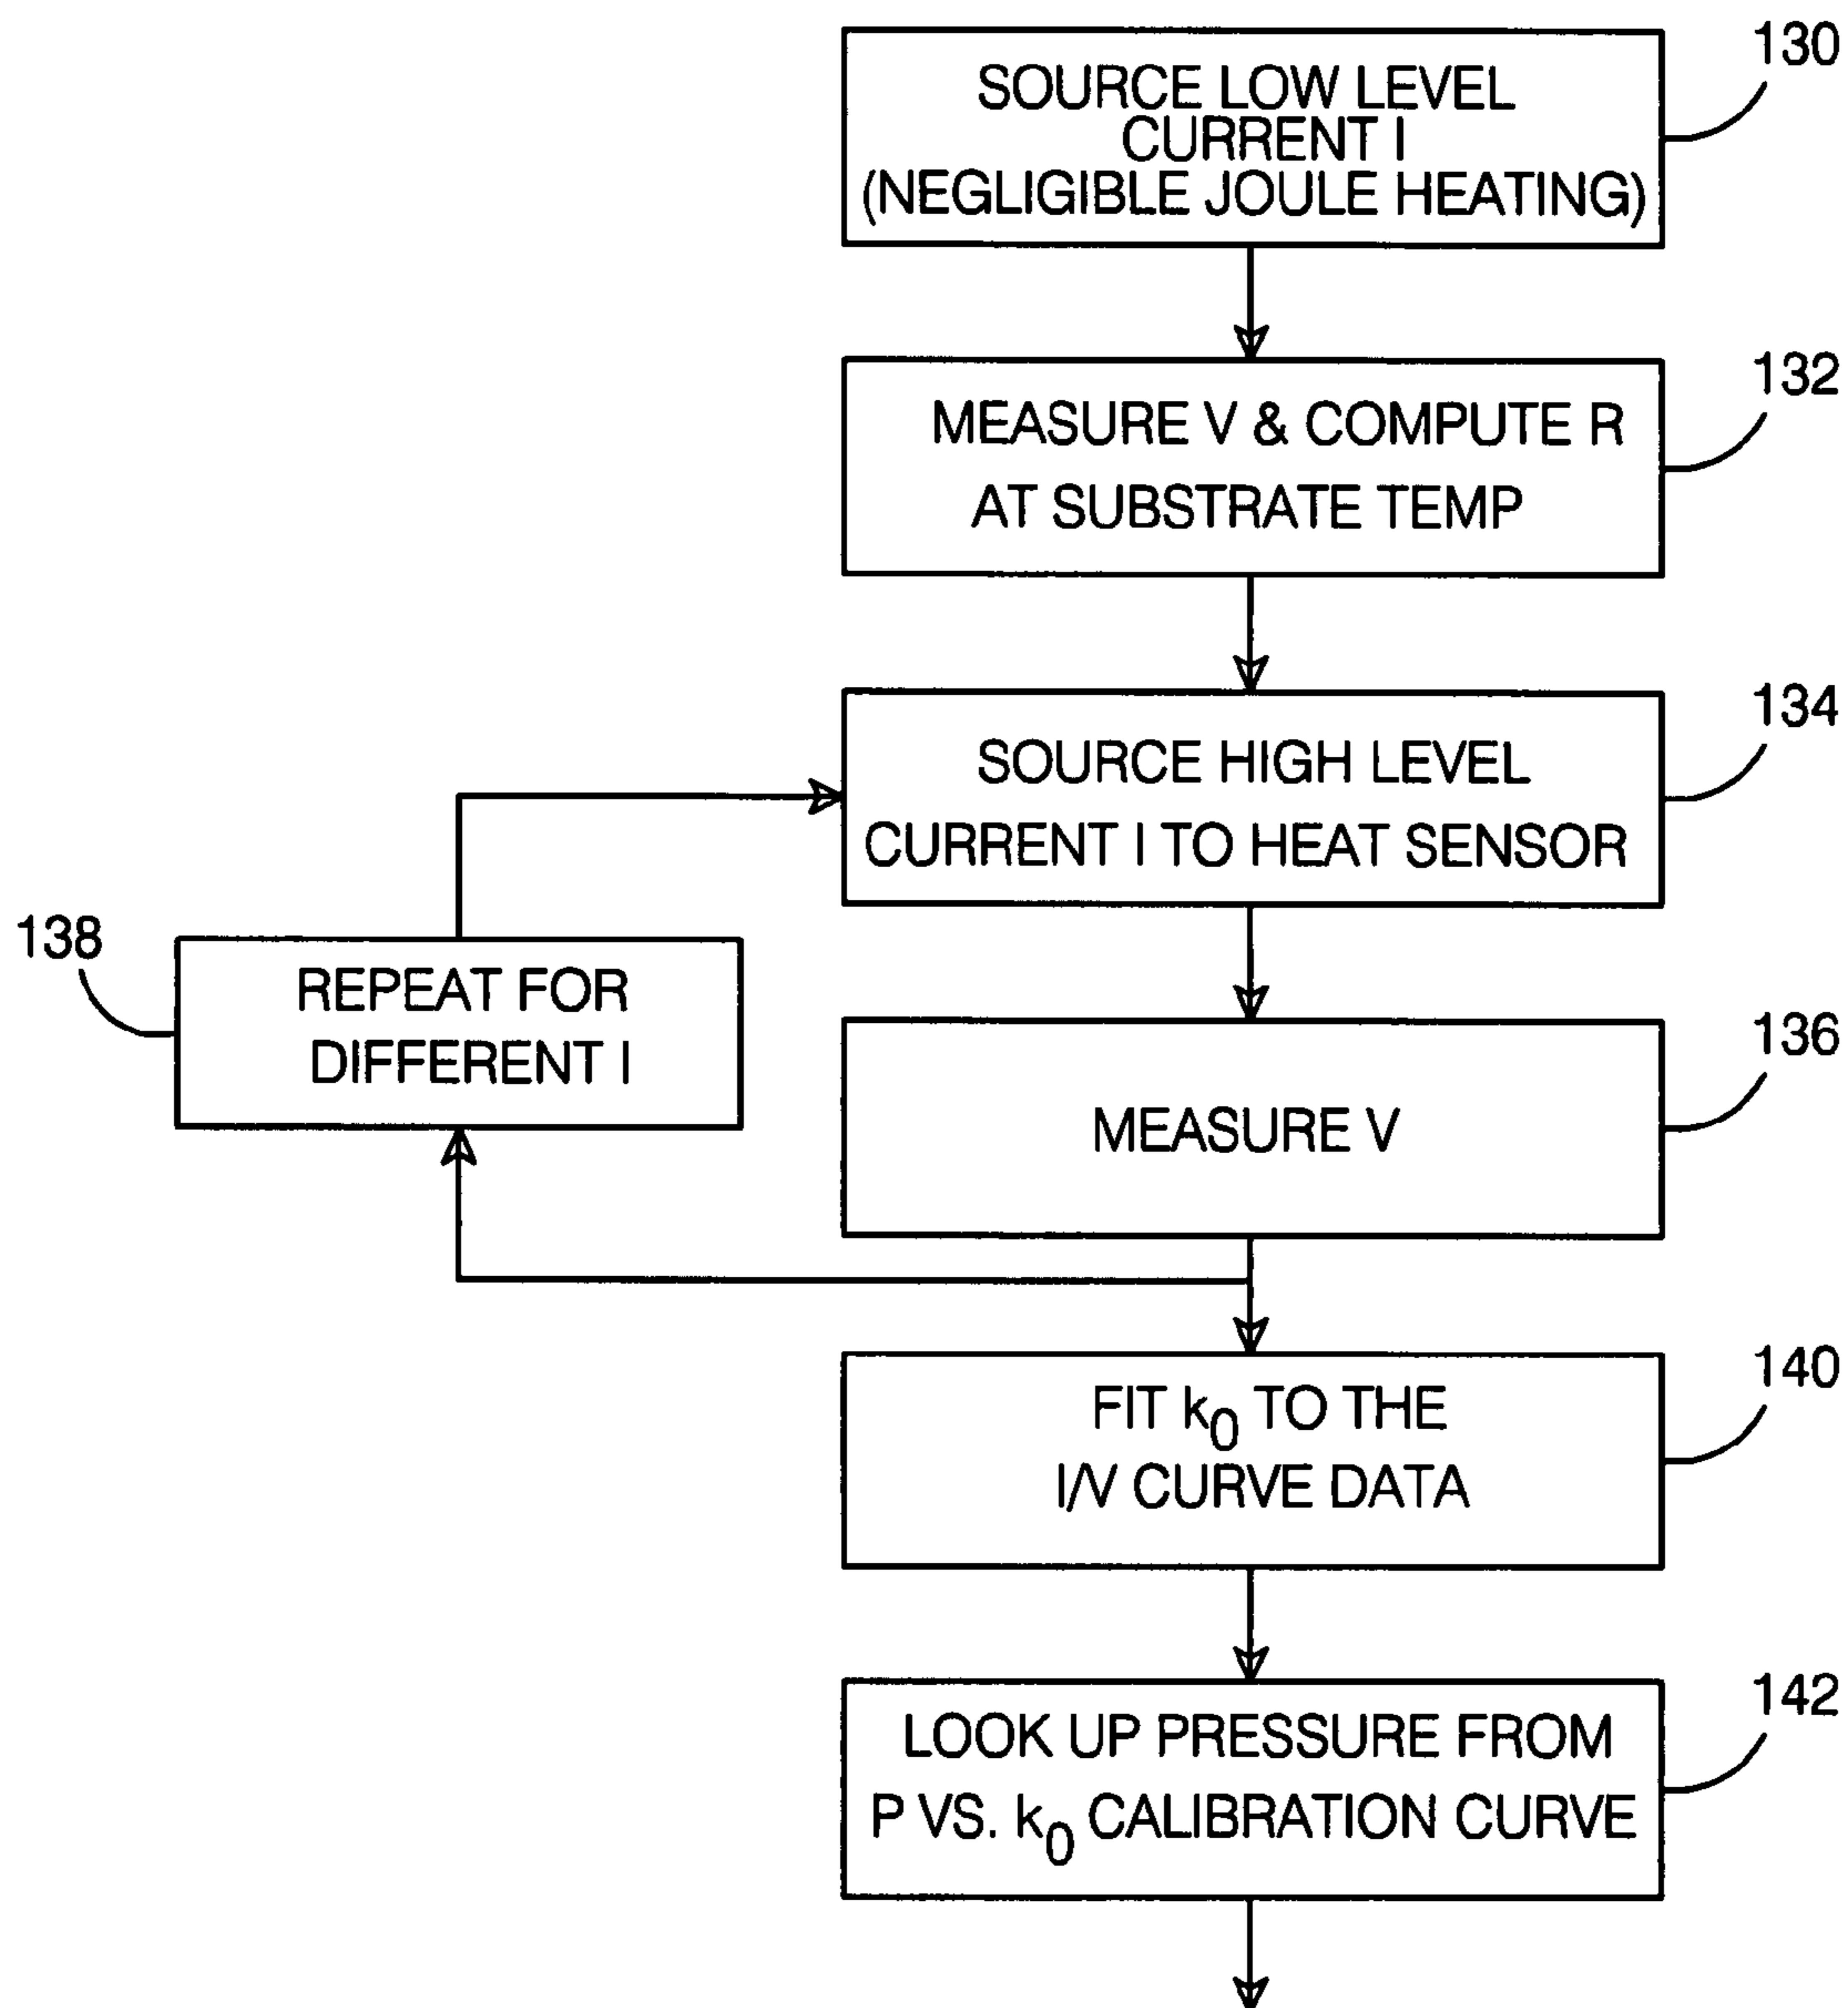 130
SOURCE LOW LEVEL
CURRENT I
(NEGLIGIBLE JOULE HEATING)
132
MEASURE V & COMPUTE R
AT SUBSTRATE TEMP
134
SOURCE HIGH LEVEL
CURRENT I TO HEAT SENSOR
138
REPEAT FOR
DIFFERENT I
136
MEASURE V
140
FIT k₀ TO THE
I/V CURVE DATA
142
LOOK UP PRESSURE FROM
P VS. k₀ CALIBRATION CURVE